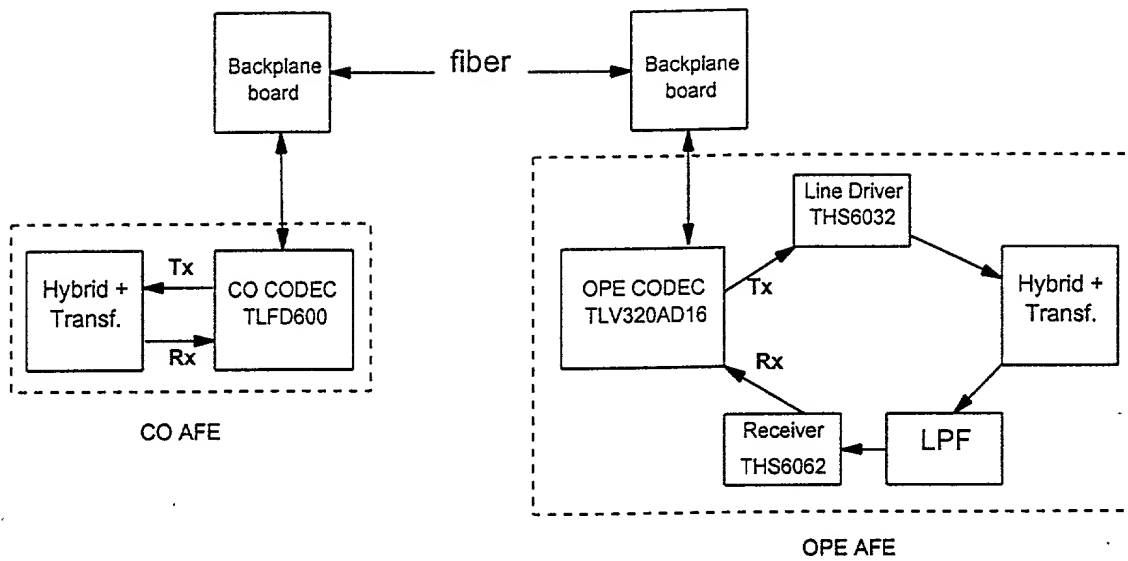 Backplane
board
fiber
Backplane
board
Hybrid +
Transf.
Tx
Rx
CO CODEC
TLFD600
CO AFE
OPE CODEC
TLV320AD16
Tx
Rx
Line Driver
THS6032
Hybrid +
Transf.
Receiver
THS6062
LPF
OPE AFE